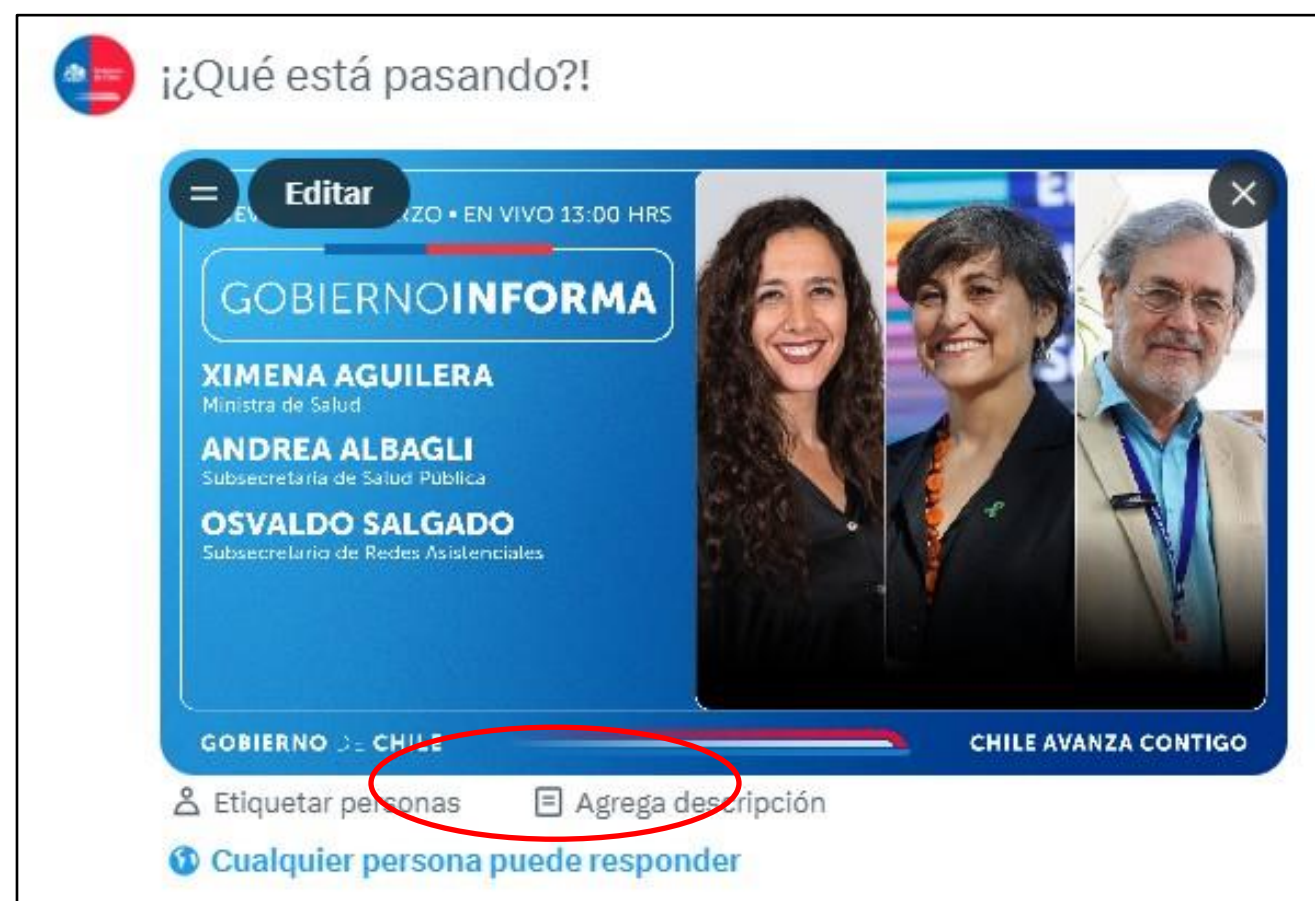 ¡¿Qué está pasando?!
Editar
RZO • EN VIVO 13:00 HRS
GOBIERNOINFORMA
XIMENA AGUILERA
Ministra de Salud
ANDREA ALBAGLI
Subsecretaria de Salud Pública
OSVALDO SALGADO
Subsecretario de Redes Asistenciales
GOBIERNO DE CHILE
CHILE AVANZA CONTIGO
Etiquetar personas
Agrega descripción
Cualquier persona puede responder